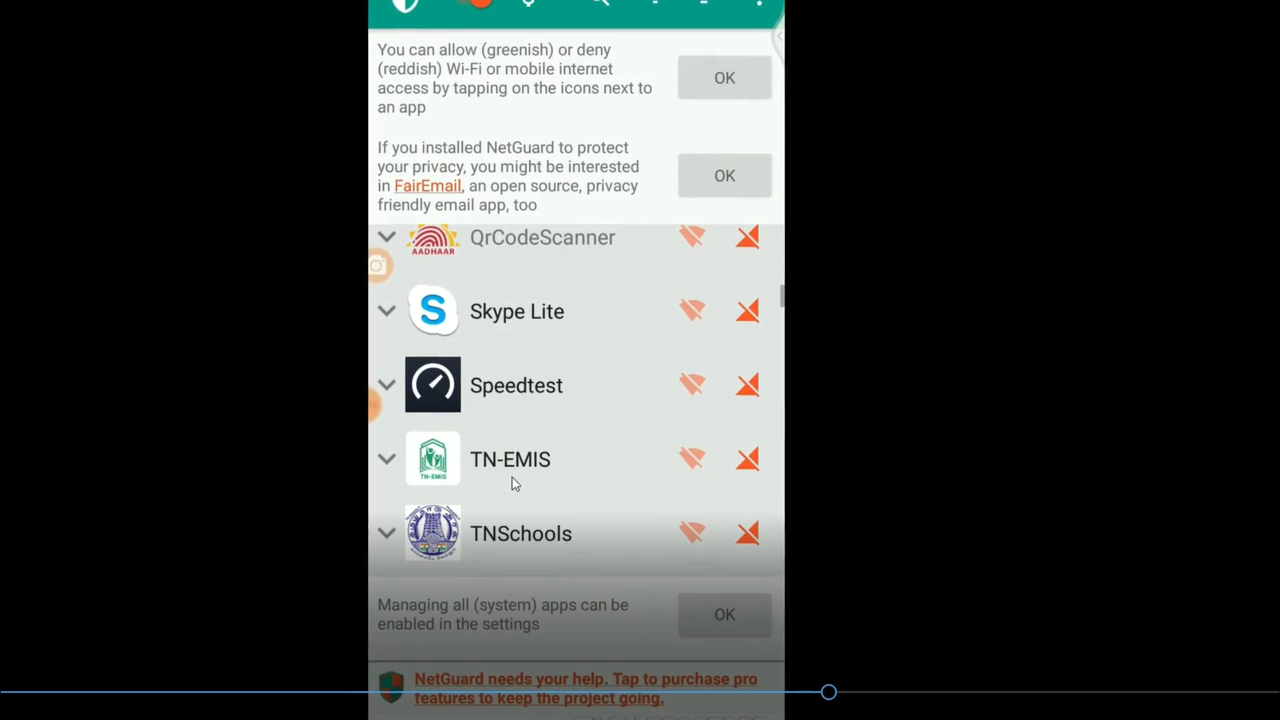 You can allow (greenish) or deny
(reddish) Wi-Fi or mobile internet
access by tapping on the icons next to
an app
OK
If you installed NetGuard to protect
your privacy, you might be interested
in FairEmail, an open source, privacy
friendly email app, too
OK
AADHAAR
QrCodeScanner
S
Skype Lite
Speedtest
TN-EMIS
TN-EMIS
TNSchools
Managing all (system) apps can be
enabled in the settings
OK
NetGuard needs your help. Tap to purchase pro
features to keep the project going.